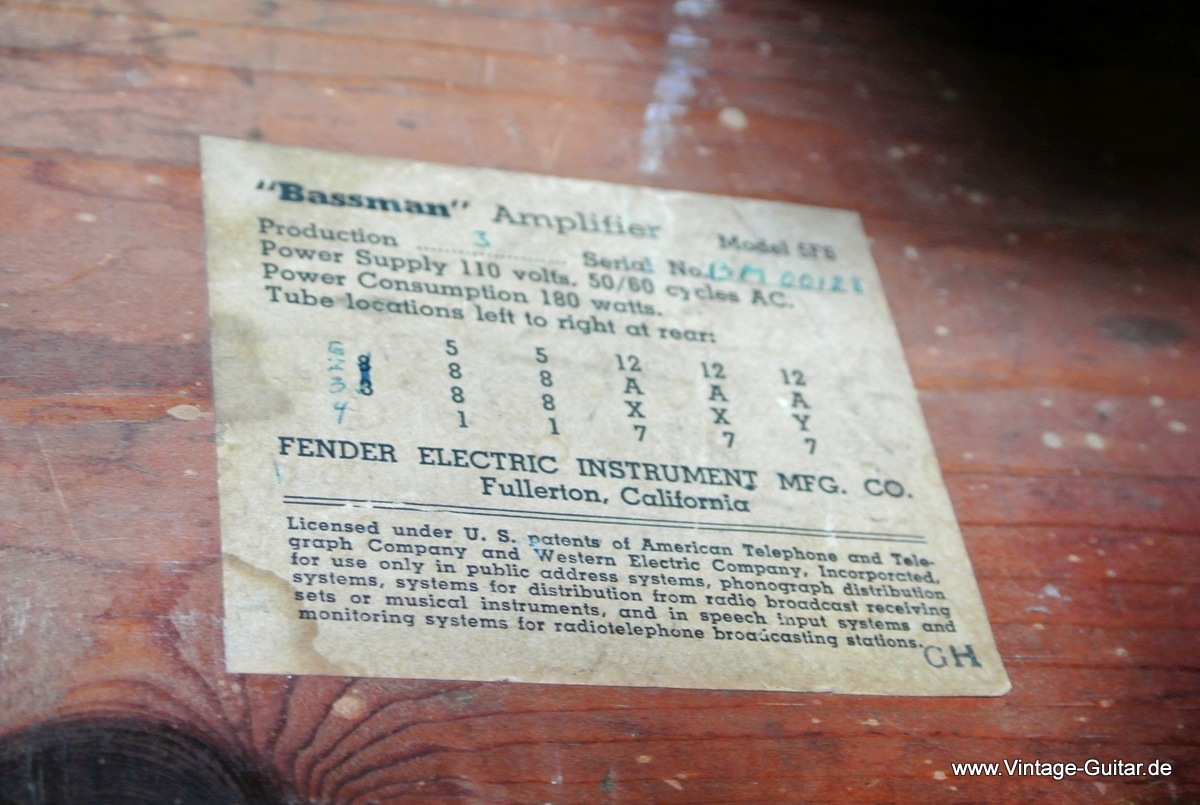 "Bassman" Amplifier Model 5F6
Production 3 Serial No. BM 00128
Power Supply 110 volts, 50/60 cycles AC.
Power Consumption 180 watts.
Tube locations left to right at rear:
5 5 12 12 12
8 8 A A A
8 8 X X Y
1 1 7 7 7
FENDER ELECTRIC INSTRUMENT MFG. CO.
Fullerton, California
Licensed under U. S. patents of American Telephone and Tele-
graph Company and Western Electric Company, Incorporated,
for use only in public address systems, phonograph distribution
systems, systems for distribution from radio broadcast receiving
sets or musical instruments, and in speech input systems and
monitoring systems for radiotelephone broadcasting stations.
GH
www.Vintage-Guitar.de